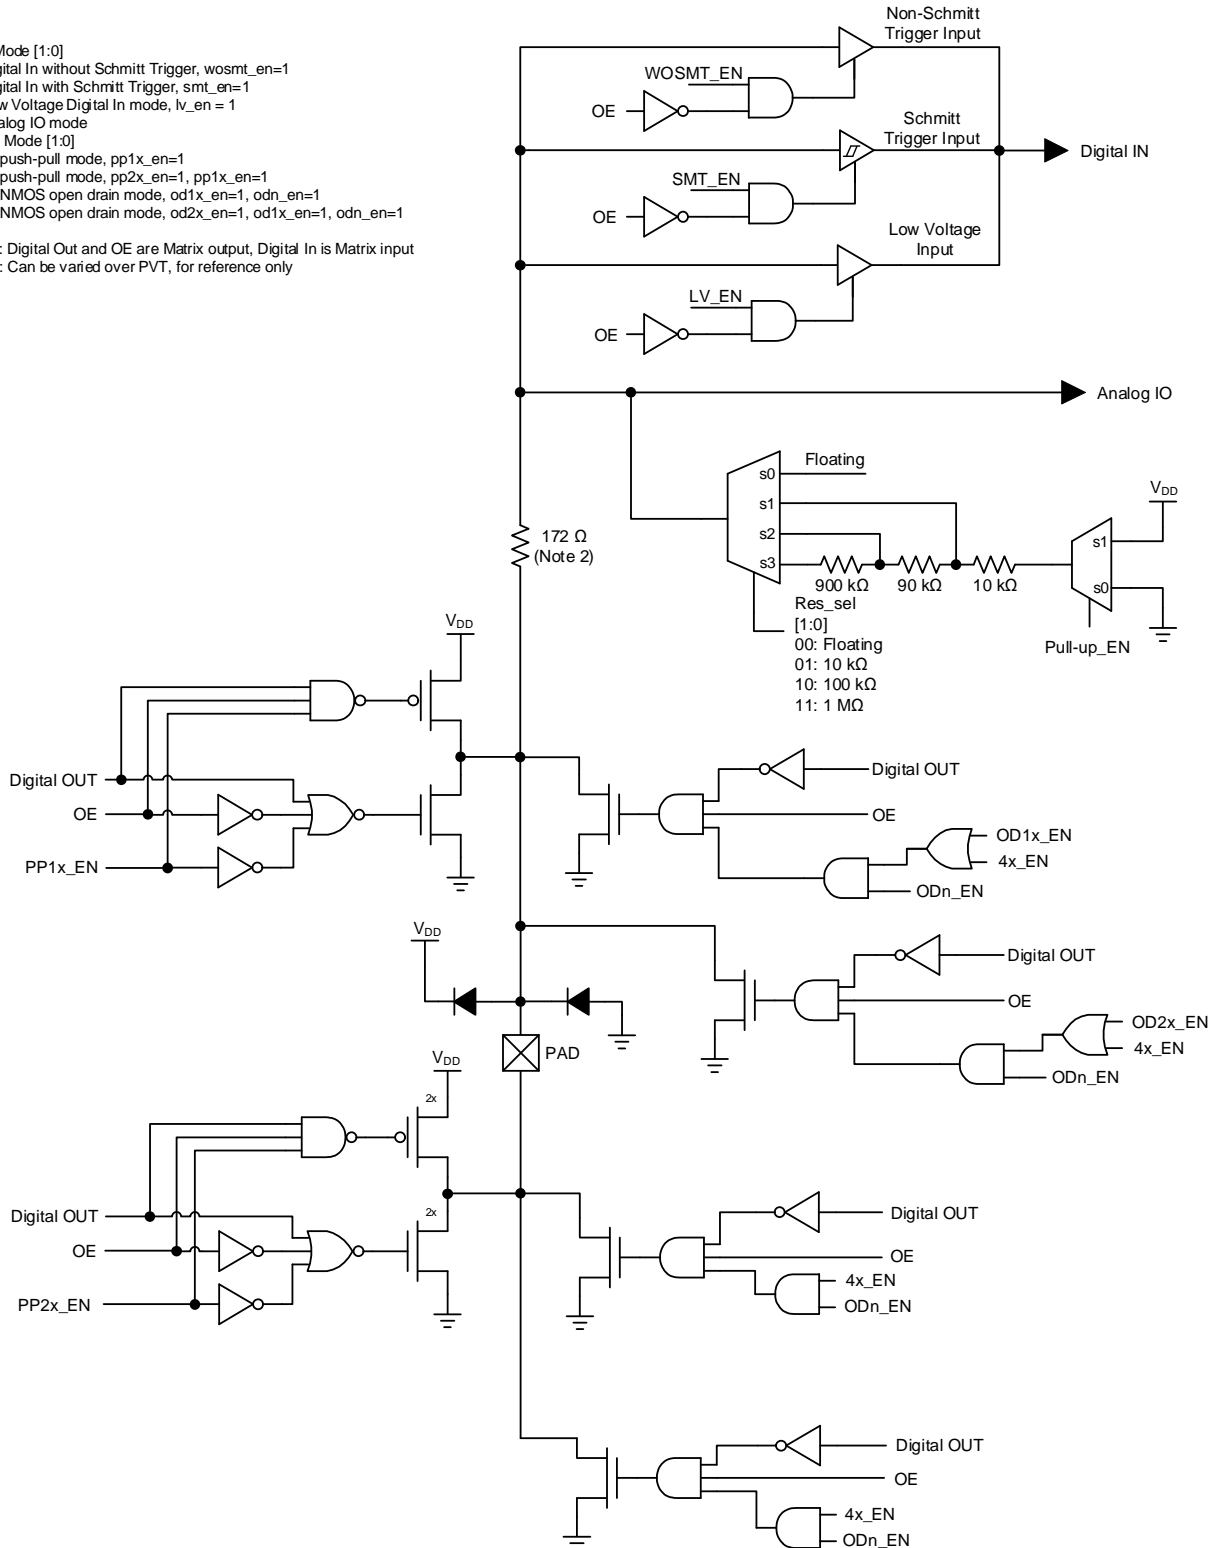 Mode [1:0]
gital In without Schmitt Trigger, wosmt_en=1
gital In with Schmitt Trigger, smt_en=1
w Voltage Digital In mode, lv_en = 1
alog IO mode
Mode [1:0]
push-pull mode, pp1x_en=1
push-pull mode, pp2x_en=1, pp1x_en=1
NMOS open drain mode, od1x_en=1, odn_en=1
NMOS open drain mode, od2x_en=1, od1x_en=1, odn_en=1
: Digital Out and OE are Matrix output, Digital In is Matrix input
: Can be varied over PVT, for reference only
Non-Schmitt
Trigger Input
WOSMT_EN
OE
Schmitt
Trigger Input
Digital IN
SMT_EN
OE
Low Voltage
Input
LV_EN
OE
Analog IO
Floating
s0
s1
s2
s3
900 kΩ
90 kΩ
10 kΩ
VDD
s1
s0
Pull-up_EN
Res_sel
[1:0]
00: Floating
01: 10 kΩ
10: 100 kΩ
11: 1 MΩ
172 Ω
(Note 2)
VDD
Digital OUT
OE
PP1x_EN
Digital OUT
OE
OD1x_EN
4x_EN
ODn_EN
VDD
PAD
Digital OUT
OE
OD2x_EN
4x_EN
ODn_EN
VDD
2x
2x
Digital OUT
OE
PP2x_EN
Digital OUT
OE
4x_EN
ODn_EN
Digital OUT
OE
4x_EN
ODn_EN